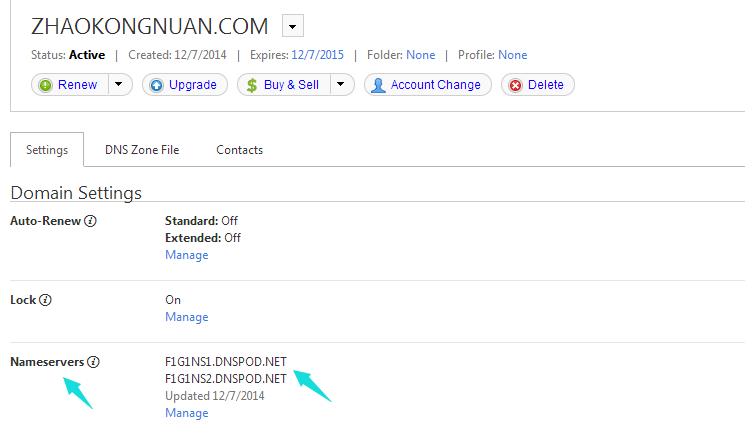 ZHAOKONGNUAN.COM
Status: Active | Created: 12/7/2014 | Expires: 12/7/2015 | Folder: None | Profile: None
Renew Upgrade Buy & Sell Account Change Delete
Settings DNS Zone File Contacts
Domain Settings
Auto-Renew Standard: Off
Extended: Off
Manage
Lock On
Manage
Nameservers F1G1NS1.DNSPOD.NET
F1G1NS2.DNSPOD.NET
Updated 12/7/2014
Manage